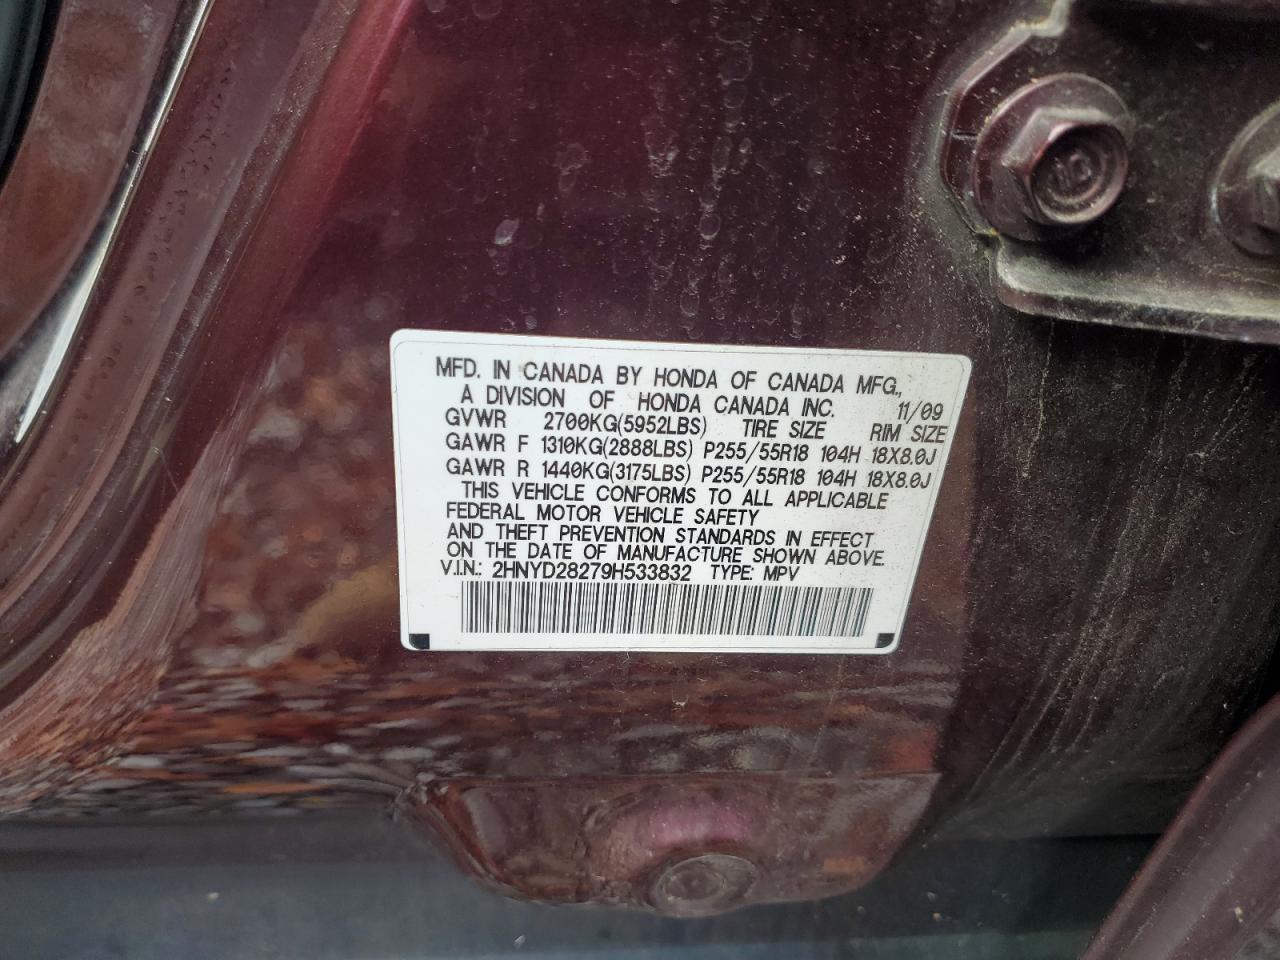 MFD. IN CANADA BY HONDA OF CANADA MFG.,
A DIVISION OF HONDA CANADA INC. 11/09
GVWR 2700KG(5952LBS) TIRE SIZE RIM SIZE
GAWR F 1310KG(2888LBS) P255/55R18 104H 18X8.0J
GAWR R 1440KG(3175LBS) P255/55R18 104H 18X8.0J
THIS VEHICLE CONFORMS TO ALL APPLICABLE
FEDERAL MOTOR VEHICLE SAFETY
AND THEFT PREVENTION STANDARDS IN EFFECT
ON THE DATE OF MANUFACTURE SHOWN ABOVE.
V.I.N.: 2HNYD28279H533832 TYPE: MPV